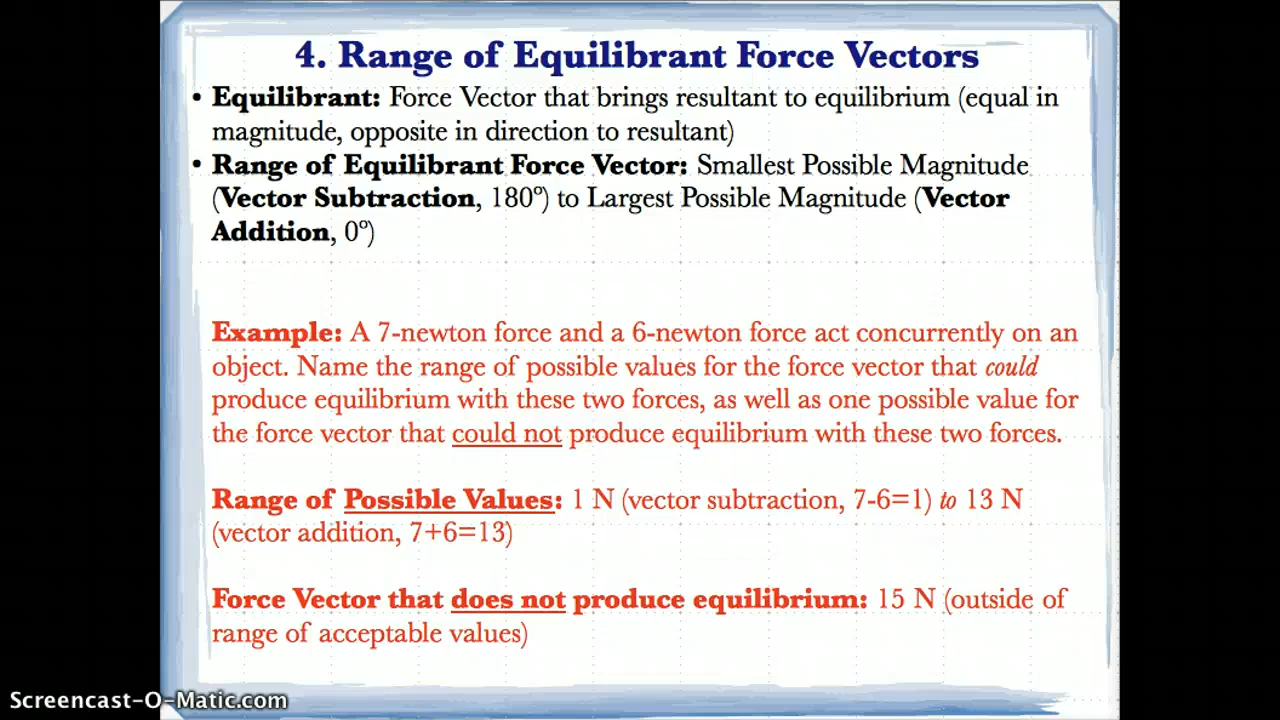 4. Range of Equilibrant Force Vectors
• Equilibrant: Force Vector that brings resultant to equilibrium (equal in
magnitude, opposite in direction to resultant)
• Range of Equilibrant Force Vector: Smallest Possible Magnitude
(Vector Subtraction, 180º) to Largest Possible Magnitude (Vector
Addition, 0º)
Example: A 7-newton force and a 6-newton force act concurrently on an
object. Name the range of possible values for the force vector that could
produce equilibrium with these two forces, as well as one possible value for
the force vector that could not produce equilibrium with these two forces.
Range of Possible Values: 1 N (vector subtraction, 7-6=1) to 13 N
(vector addition, 7+6=13)
Force Vector that does not produce equilibrium: 15 N (outside of
range of acceptable values)
Screencast-O-Matic.com